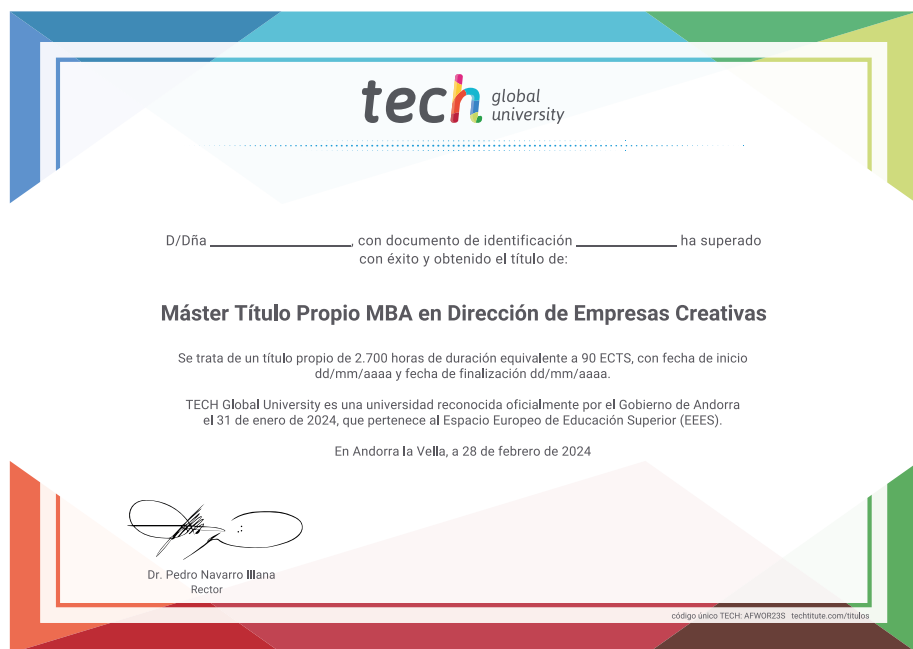 tech global university
D/Dña ______________, con documento de identificación __________ ha superado
con éxito y obtenido el título de:
Máster Título Propio MBA en Dirección de Empresas Creativas
Se trata de un título propio de 2.700 horas de duración equivalente a 90 ECTS, con fecha de inicio
dd/mm/aaaa y fecha de finalización dd/mm/aaaa.
TECH Global University es una universidad reconocida oficialmente por el Gobierno de Andorra
el 31 de enero de 2024, que pertenece al Espacio Europeo de Educación Superior (EEES).
En Andorra la Vella, a 28 de febrero de 2024
Dr. Pedro Navarro Illana
Rector
código único TECH: AFWOR23S techtitute.com/titulos